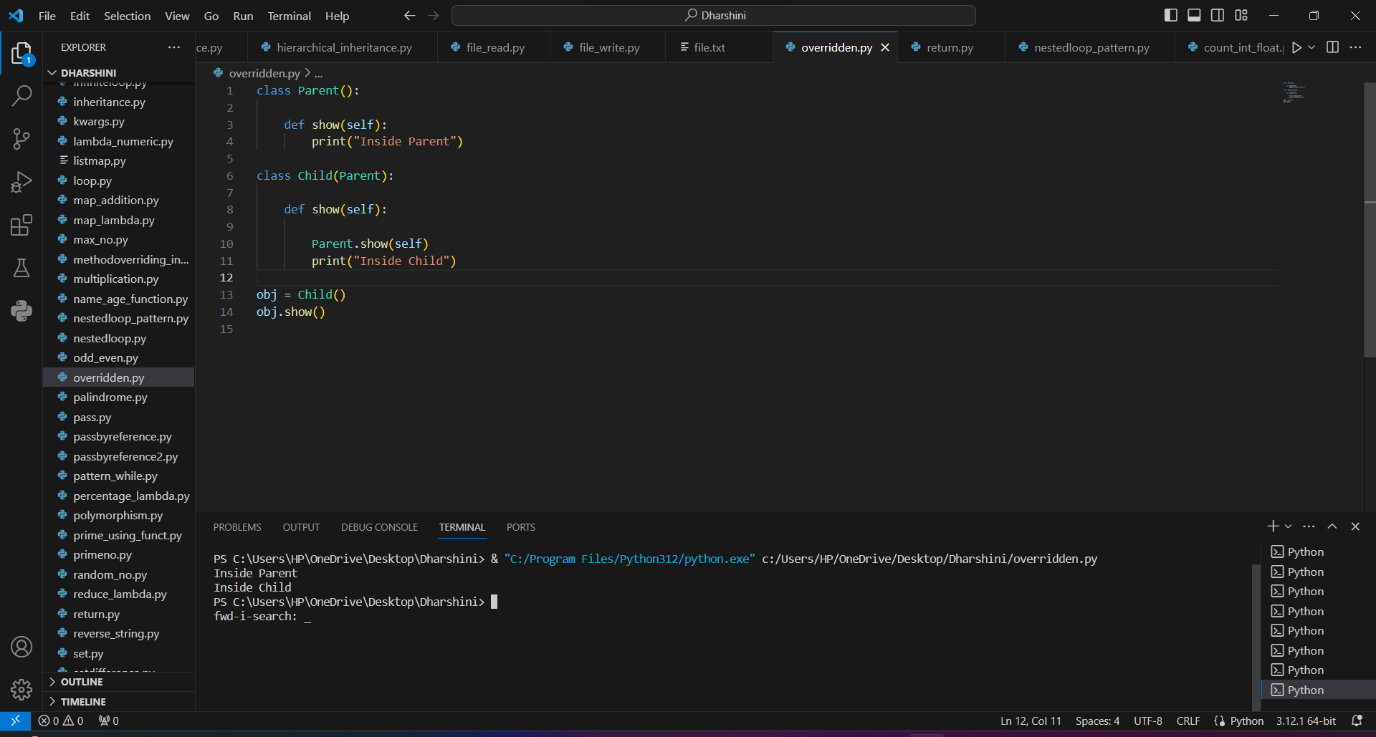 File Edit Selection View Go Run Terminal Help
Dharshini
EXPLORER
DHARSHINI
inheritance.py
kwargs.py
lambda_numeric.py
listmap,py
loop.py
map_addition.py
map_lambda.py
max_no.py
methodoverriding_in...
multiplication.py
name_age_function.py
nestedloop_pattern.py
nestedloop.py
odd_even.py
overridden.py
palindrome.py
pass.py
passbyreference.py
passbyreference2.py
pattern_while.py
percentage_lambda.py
polymorphism.py
prime_using_funct.py
primeno.py
random_no.py
reduce_lambda.py
return.py
reverse_string.py
set.py
OUTLINE
TIMELINE
1
ce.py hierarchical_inheritance.py file_read.py file_write.py file.txt overridden.py return.py nestedloop_pattern.py count_int_float.
overridden.py > ...
1 class Parent():
2
3 def show(self):
4 print("Inside Parent")
5
6 class Child(Parent):
7
8 def show(self):
9
10 Parent.show(self)
11 print("Inside Child")
12
13 obj = Child()
14 obj.show()
15
PROBLEMS OUTPUT DEBUG CONSOLE TERMINAL PORTS
PS C:\Users\HP\OneDrive\Desktop\Dharshini> & "C:/Program Files/Python312/python.exe" c:/Users/HP/OneDrive/Desktop/Dharshini/overridden.py
Inside Parent
Inside Child
PS C:\Users\HP\OneDrive\Desktop\Dharshini>
fwd-i-search: _
Python
Python
Python
Python
Python
Python
Python
Python
0 0 0 Ln 12, Col 11 Spaces: 4 UTF-8 CRLF Python 3.12.1 64-bit